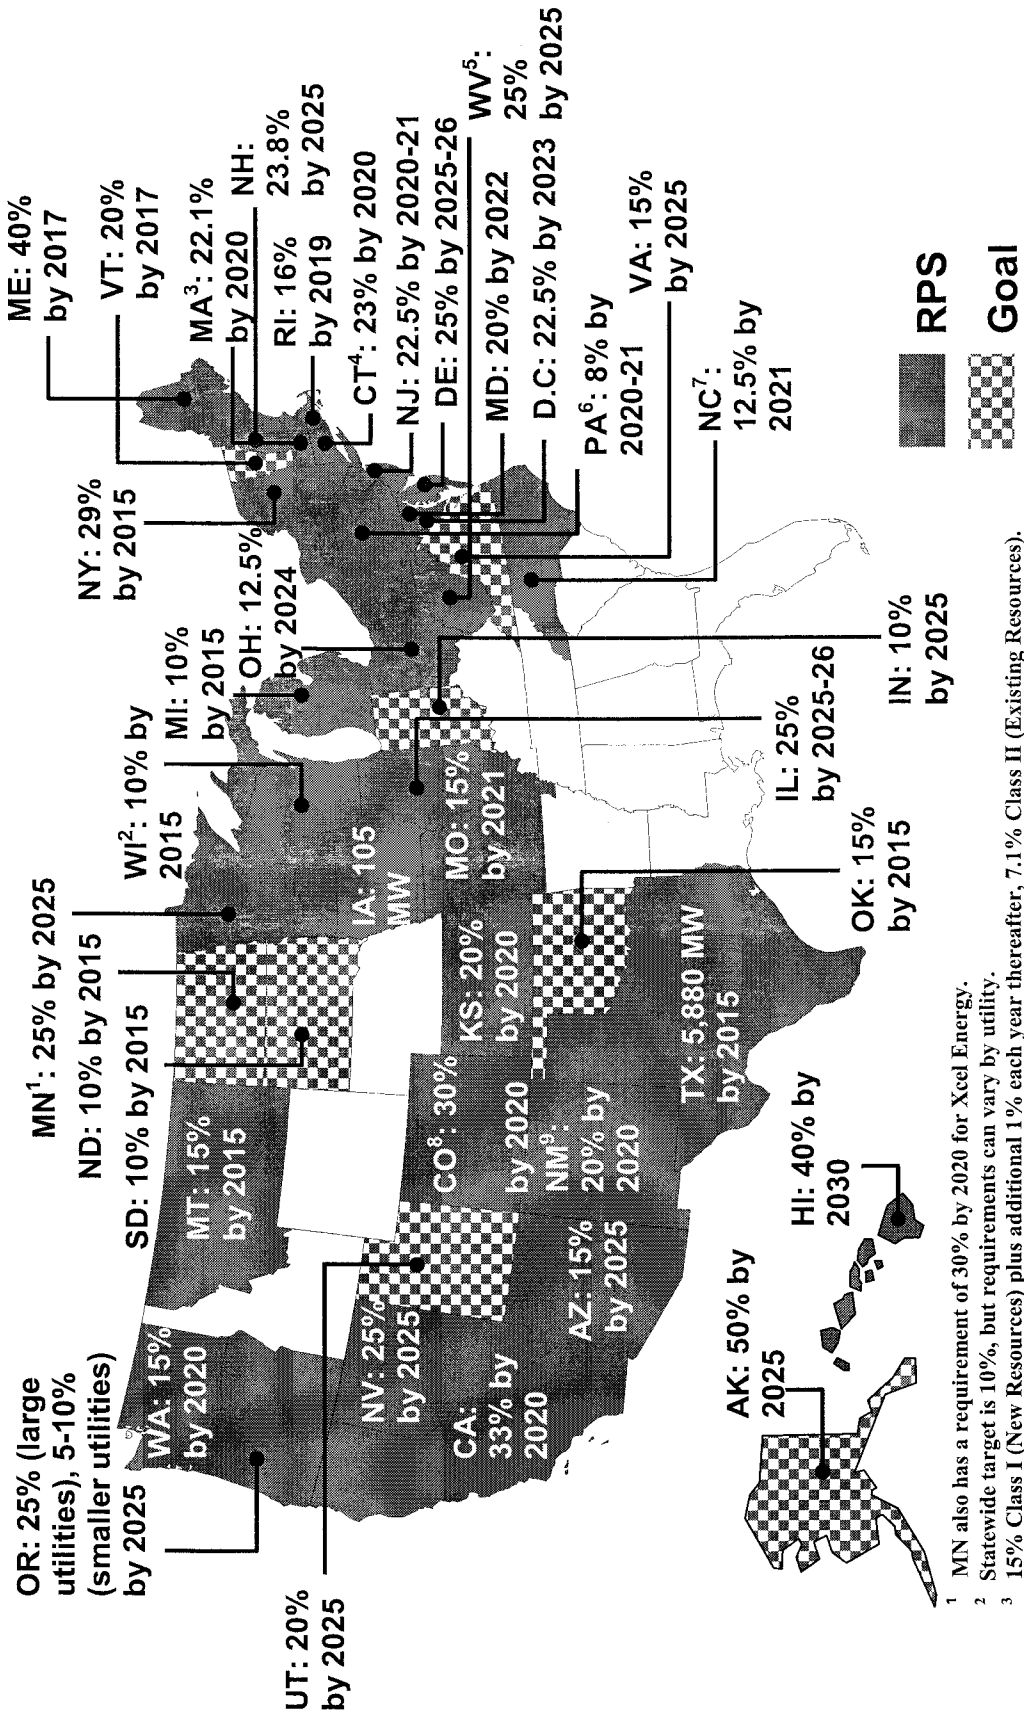 OR: 25% (large
utilities), 5-10%
(smaller utilities)
by 2025
WA: 15%
by 2020
MT: 15%
by 2015
SD: 10% by 2015
ND: 10% by 2015
MN¹: 25% by 2025
WI²: 10% by
2015
MI: 10%
by 2015
OH: 12.5%
by 2024
NY: 29%
by 2015
ME: 40%
by 2017
VT: 20%
by 2017
MA³: 22.1%
by 2020
NH:
23.8%
by 2025
RI: 16%
by 2019
CT⁴: 23% by 2020
NJ: 22.5% by 2020-21
DE: 25% by 2025-26
WV⁵:
25%
by 2025
MD: 20% by 2022
D.C: 22.5% by 2023
PA⁶: 8% by
2020-21
VA: 15%
by 2025
NC⁷:
12.5% by
2021
UT: 20%
by 2025
NV: 25%
by 2025
CA:
33% by
2020
AZ: 15%
by 2025
CO⁸: 30%
by 2020
NM⁹:
20% by
2020
KS: 20%
by 2020
IA: 105
MW
MO: 15%
by 2021
TX: 5,880 MW
by 2015
OK: 15%
by 2015
IL: 25%
by 2025-26
IN: 10%
by 2025
AK: 50% by
2025
HI: 40% by
2030
RPS
Goal
¹ MN also has a requirement of 30% by 2020 for Xcel Energy.
² Statewide target is 10%, but requirements can vary by utility.
³ 15% Class I (New Resources) plus additional 1% each year thereafter, 7.1% Class II (Existing Resources).